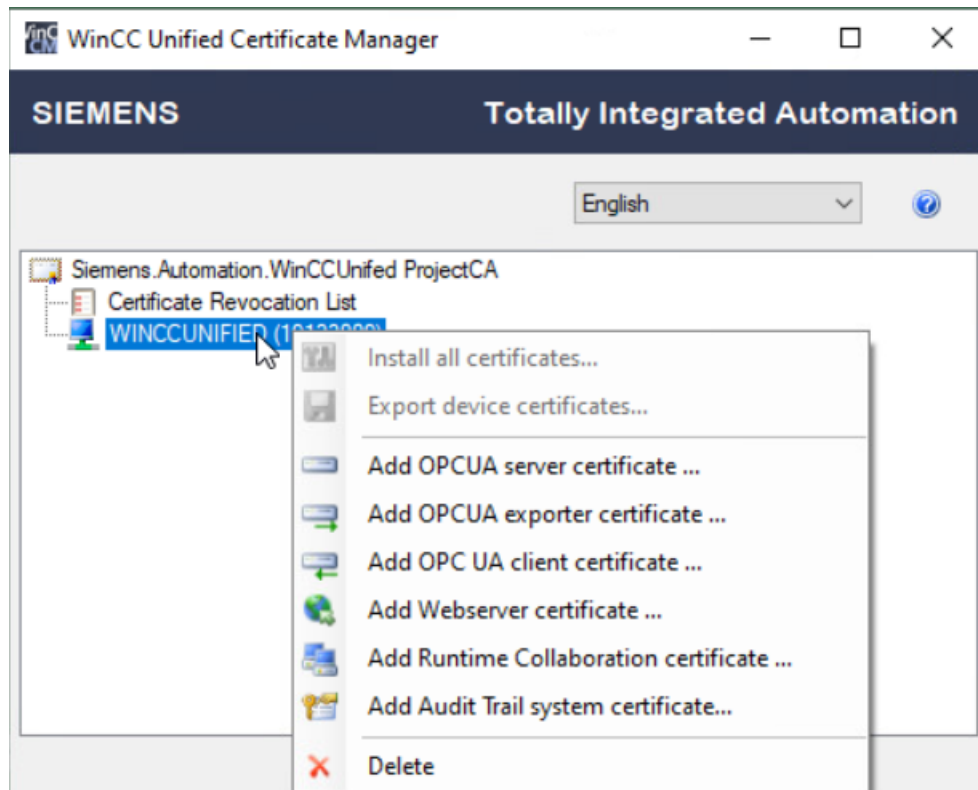 WinCC Unified Certificate Manager
SIEMENS Totally Integrated Automation
English
Siemens.Automation.WinCCUnifed ProjectCA
Certificate Revocation List
WINCCUNIFIED
Install all certificates...
Export device certificates...
Add OPCUA server certificate ...
Add OPCUA exporter certificate ...
Add OPC UA client certificate ...
Add Webserver certificate ...
Add Runtime Collaboration certificate ...
Add Audit Trail system certificate...
Delete